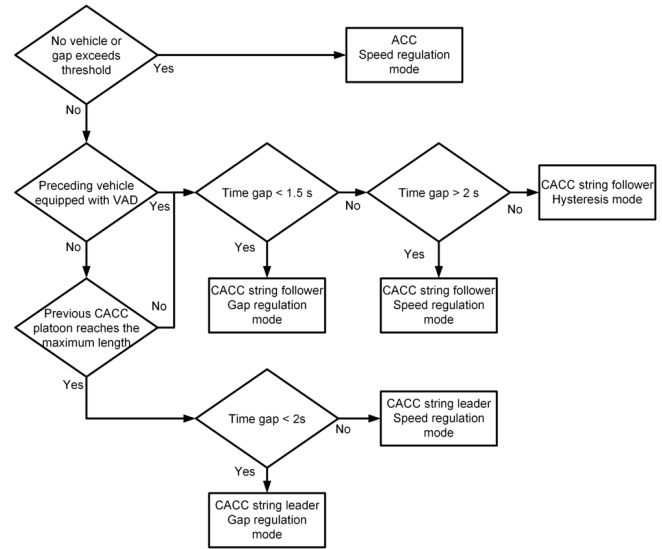 No vehicle or
gap exceeds
threshold
Yes
ACC
Speed regulation
mode
No
Preceding vehicle
equipped with VAD
Yes
Time gap < 1.5 s
No
Time gap > 2 s
No
CACC string follower
Hysteresis mode
No
Yes
Yes
CACC string follower
Gap regulation
mode
CACC string follower
Speed regulation
mode
Previous CACC
platoon reaches the
maximum length
No
Yes
Time gap < 2s
No
CACC string leader
Speed regulation
mode
Yes
CACC string leader
Gap regulation
mode